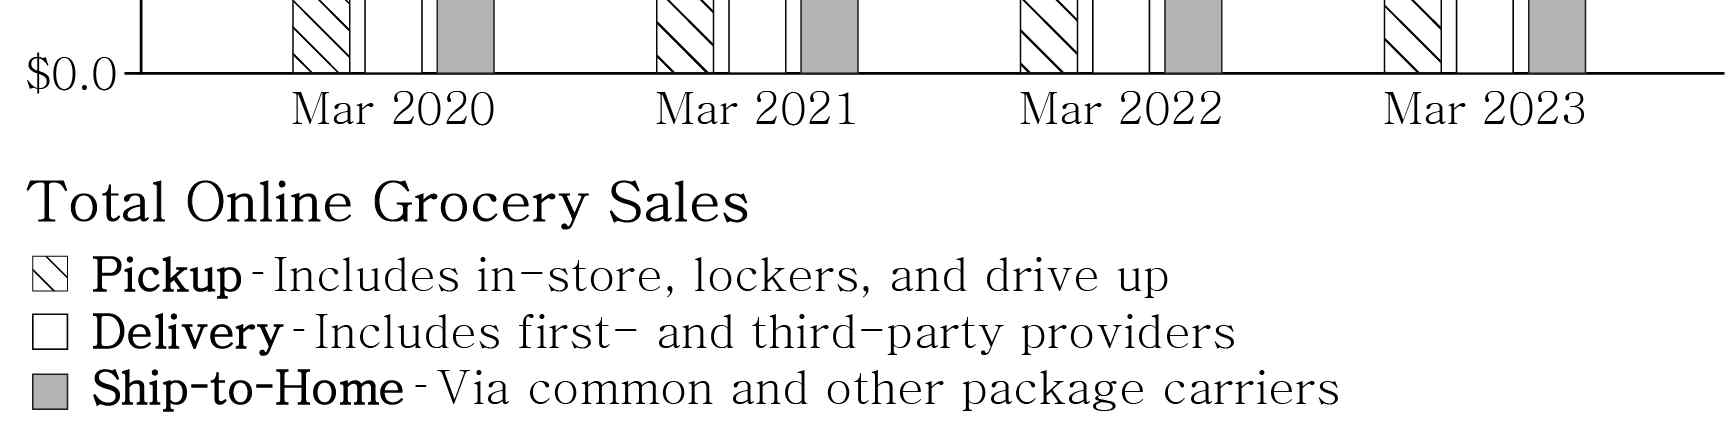 $0.0
Mar 2020 Mar 2021 Mar 2022 Mar 2023
Total Online Grocery Sales
Pickup - Includes in-store, lockers, and drive up
Delivery - Includes first- and third-party providers
Ship-to-Home - Via common and other package carriers